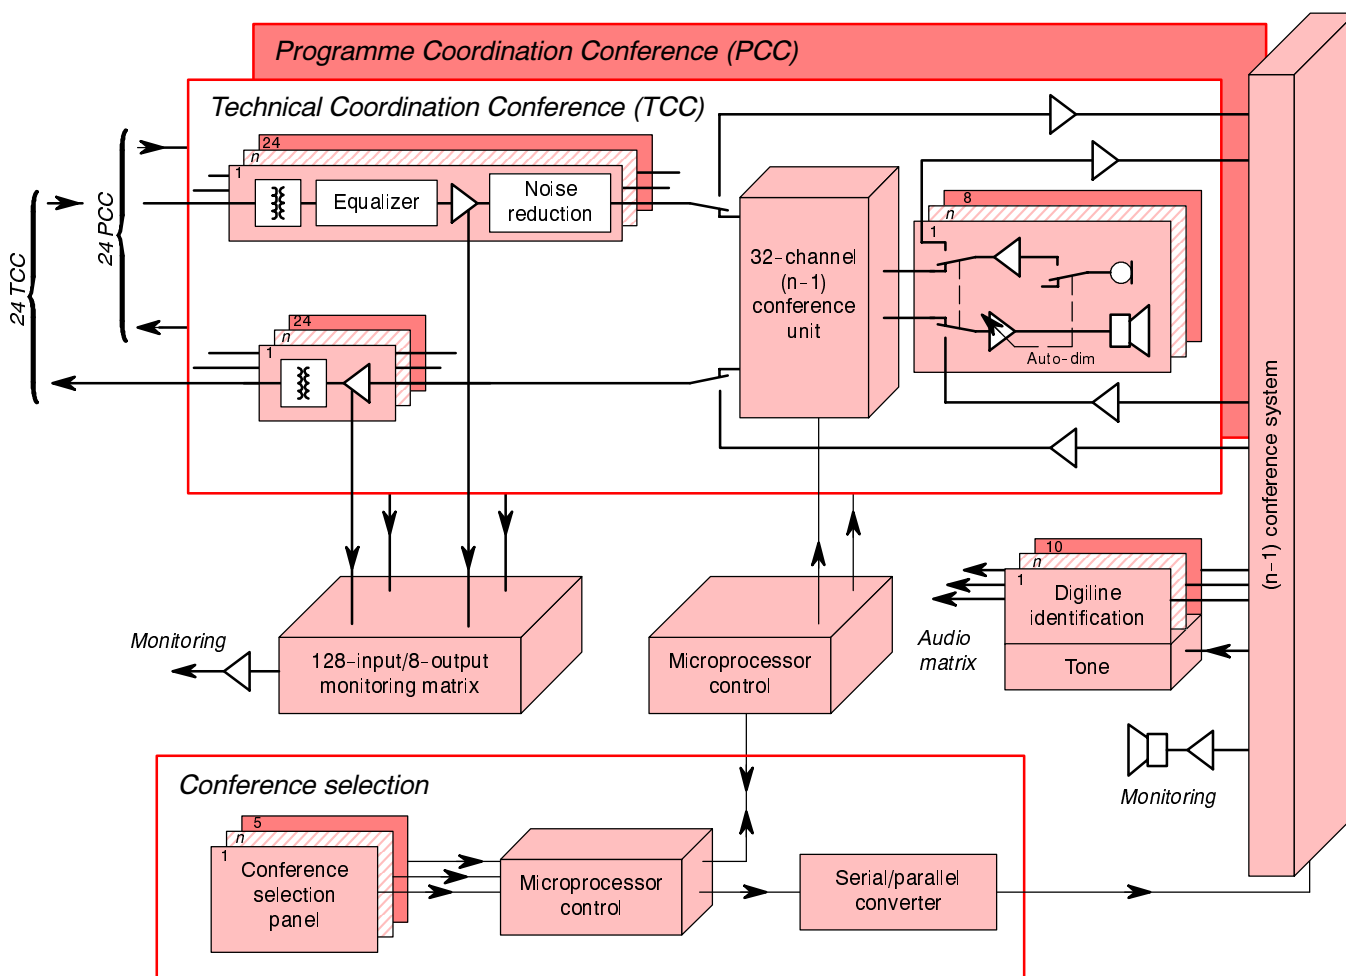 Programme Coordination Conference (PCC)
Technical Coordination Conference (TCC)
24
n
1
Equalizer
Noise
reduction
24 PCC
24 TCC
24
n
1
32-channel
(n-1)
conference
unit
8
n
1
Auto-dim
(n-1) conference system
Monitoring
128-input/8-output
monitoring matrix
Microprocessor
control
10
n
1
Digiline
identification
Tone
Audio
matrix
Monitoring
Conference selection
5
n
1
Conference
selection
panel
Microprocessor
control
Serial/parallel
converter